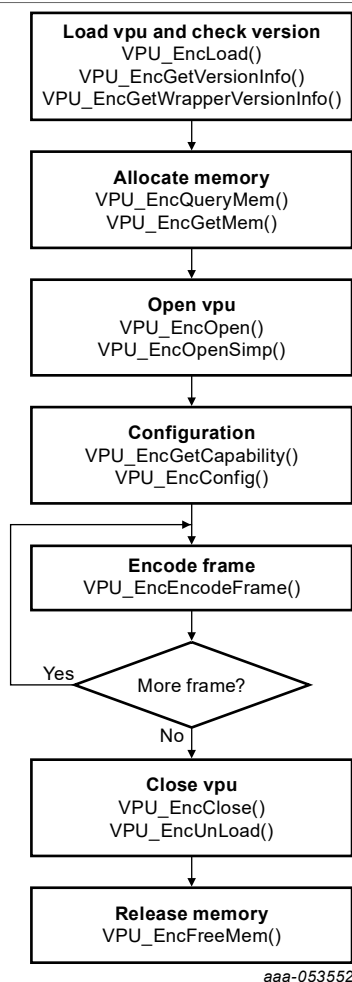 Load vpu and check version
VPU_EncLoad()
VPU_EncGetVersionInfo()
VPU_EncGetWrapperVersionInfo()
Allocate memory
VPU_EncQueryMem()
VPU_EncGetMem()
Open vpu
VPU_EncOpen()
VPU_EncOpenSimp()
Configuration
VPU_EncGetCapability()
VPU_EncConfig()
Encode frame
VPU_EncEncodeFrame()
Yes
More frame?
No
Close vpu
VPU_EncClose()
VPU_EncUnLoad()
Release memory
VPU_EncFreeMem()
aaa-053552